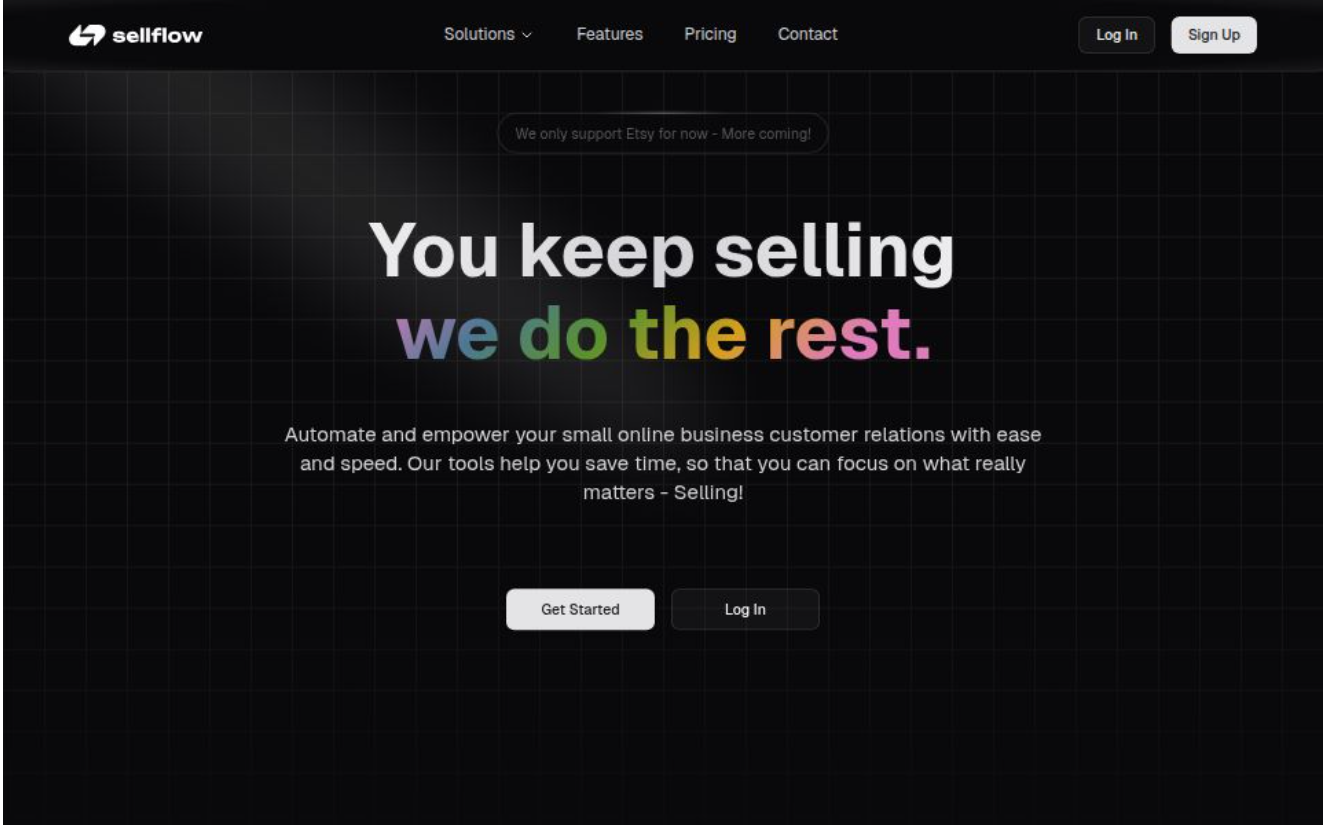 sellflow
Solutions
Features
Pricing
Contact
Log In
Sign Up
We only support Etsy for now - More coming!
You keep selling
we do the rest.
Automate and empower your small online business customer relations with ease
and speed. Our tools help you save time, so that you can focus on what really
matters - Selling!
Get Started
Log In